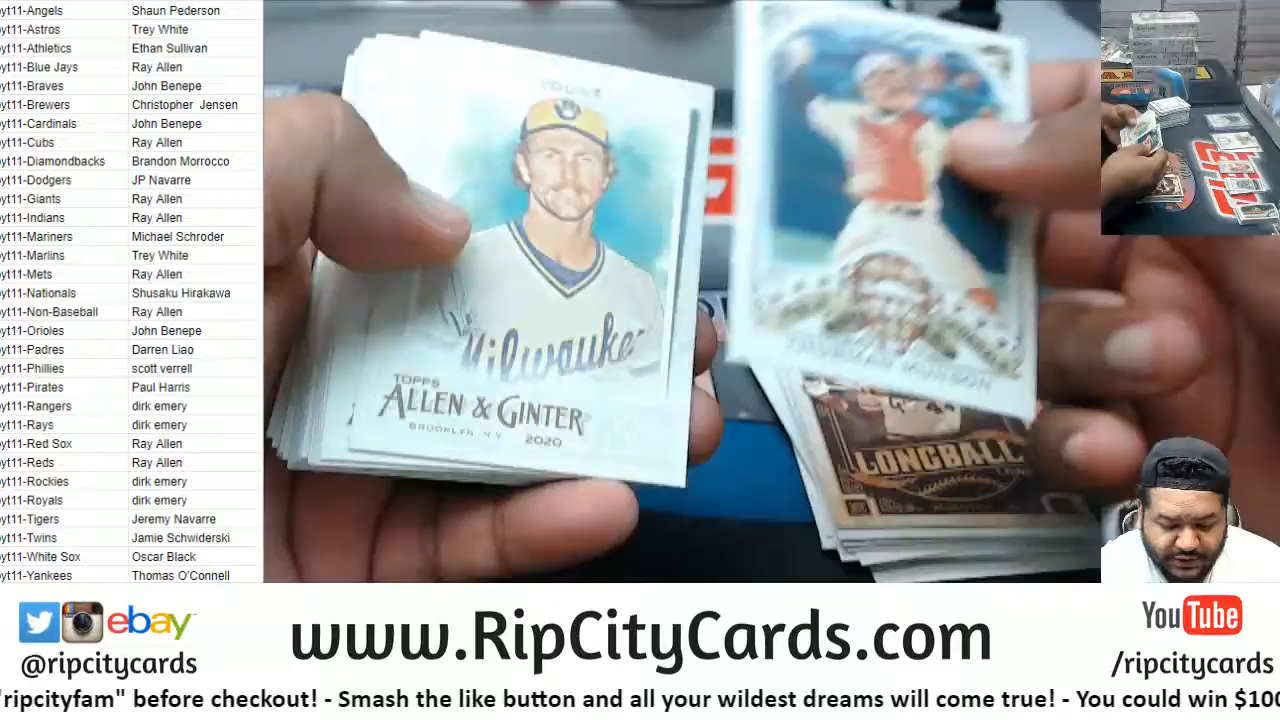 yt11-Angels Shaun Pederson
yt11-Astros Trey White
yt11-Athletics Ethan Sullivan
yt11-Blue Jays Ray Allen
yt11-Braves John Benepe
yt11-Brewers Christopher Jensen
yt11-Cardinals John Benepe
yt11-Cubs Ray Allen
yt11-Diamondbacks Brandon Morrocco
yt11-Dodgers JP Navarre
yt11-Giants Ray Allen
yt11-Indians Ray Allen
yt11-Mariners Michael Schroder
yt11-Marlins Trey White
yt11-Mets Ray Allen
yt11-Nationals Shusaku Hirakawa
yt11-Non-Baseball Ray Allen
yt11-Orioles John Benepe
yt11-Padres Darren Liao
yt11-Phillies scott verrell
yt11-Pirates Paul Harris
yt11-Rangers dirk emery
yt11-Rays dirk emery
yt11-Red Sox Ray Allen
yt11-Reds Ray Allen
yt11-Rockies dirk emery
yt11-Royals dirk emery
yt11-Tigers Jeremy Navarre
yt11-Twins Jamie Schwiderski
yt11-White Sox Oscar Black
yt11-Yankees Thomas O'Connell
YOUNT
Milwaukee
TOPPS
ALLEN & GINTER
BROOKLYN, NY
2020
MUNSON
LONGBALL
ebay
@ripcitycards
www.RipCityCards.com
YouTube
/ripcitycards
"ripcityfam" before checkout! - Smash the like button and all your wildest dreams will come true! - You could win $100